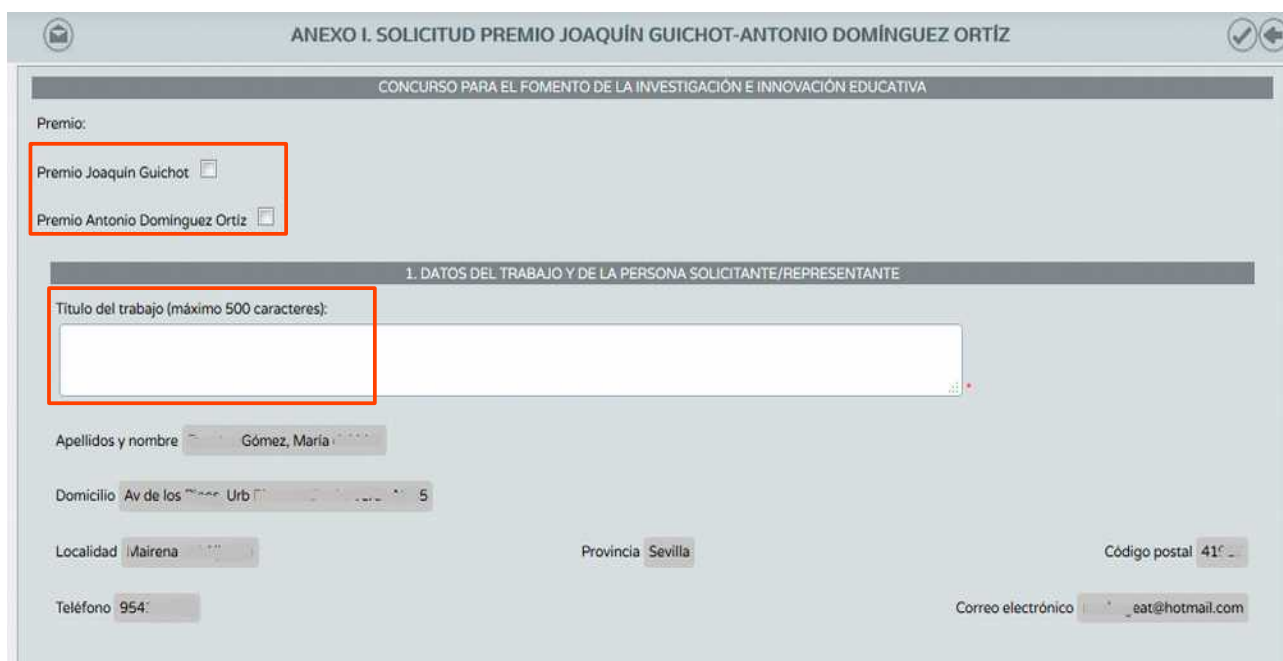 ANEXO I. SOLICITUD PREMIO JOAQUÍN GUICHOT-ANTONIO DOMÍNGUEZ ORTÍZ
CONCURSO PARA EL FOMENTO DE LA INVESTIGACIÓN E INNOVACIÓN EDUCATIVA
Premio:
Premio Joaquín Guichot
Premio Antonio Domínguez Ortíz
1. DATOS DEL TRABAJO Y DE LA PERSONA SOLICITANTE/REPRESENTANTE
Título del trabajo (máximo 500 caracteres):
*
Apellidos y nombre Gómez, María
Domicilio Av de los Urb 5
Localidad Mairena Provincia Sevilla Código postal 41
Teléfono 954 Correo electrónico eat@hotmail.com